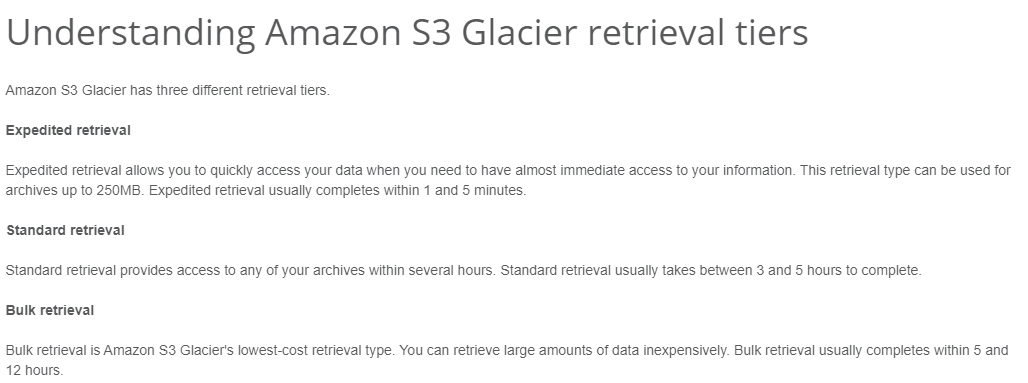 Understanding Amazon S3 Glacier retrieval tiers
Amazon S3 Glacier has three different retrieval tiers.
Expedited retrieval
Expedited retrieval allows you to quickly access your data when you need to have almost immediate access to your information. This retrieval type can be used for
archives up to 250MB. Expedited retrieval usually completes within 1 and 5 minutes.
Standard retrieval
Standard retrieval provides access to any of your archives within several hours. Standard retrieval usually takes between 3 and 5 hours to complete.
Bulk retrieval
Bulk retrieval is Amazon S3 Glacier's lowest-cost retrieval type. You can retrieve large amounts of data inexpensively. Bulk retrieval usually completes within 5 and
12 hours.